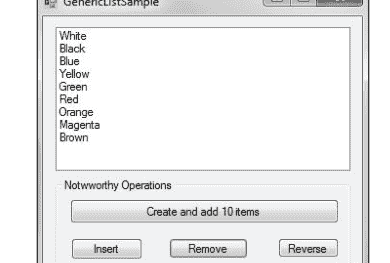 GenericListSample
White
Black
Blue
Yellow
Green
Red
Orange
Magenta
Brown
Notwworthy Operations
Create and add 10 items
Insert Remove Reverse